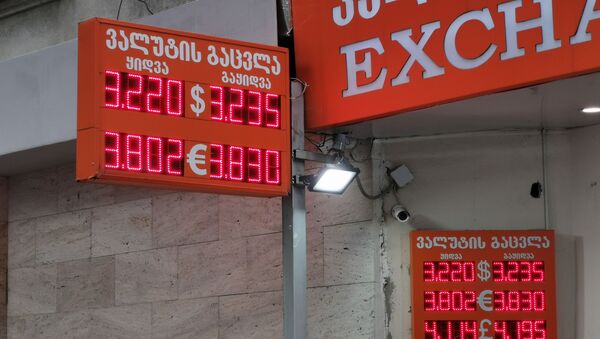 ვალუტის გაცვლა
ყიდვა გაყიდვა
3.220 $ 3.235
3.802 € 3.830
EXCHA
ვალუტის გაცვლა
ყიდვა გაყიდვა
3.220 $ 3.235
3.802 € 3.830
4.114 £ 4.195